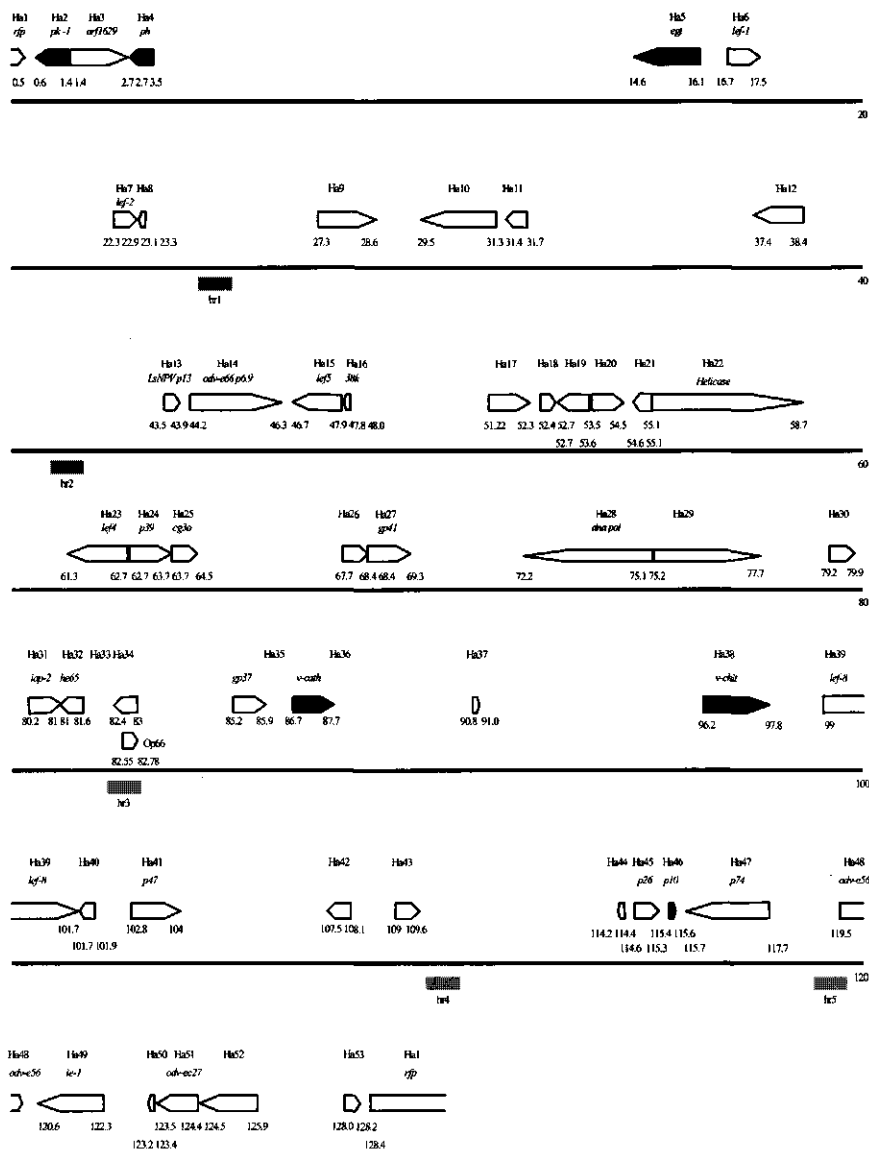 Ha1 Ha2 Ha3 Ha4 Ha5 Ha6
rfp pk-1 orf1629 ph egt lef-1
0.5 0.6 1.4 1.4 2.7 2.7 3.5 14.6 16.1 16.7 17.5
20
Ha7 Ha8 Ha9 Ha10 Ha11 Ha12
lef-2
22.3 22.9 23.1 23.3 27.3 28.6 29.5 31.3 31.4 31.7 37.4 38.4
40
hr1
Ha13 Ha14 Ha15 Ha16 Ha17 Ha18 Ha19 Ha20 Ha21 Ha22
LsNPV p13 odv-e66 p6.9 lef5 38k Helicase
43.5 43.9 44.2 46.3 46.7 47.9 47.8 48.0 51.22 52.3 52.4 52.7 53.5 54.5 55.1 58.7
52.7 53.6 54.6 55.1
60
hr2
Ha23 Ha24 Ha25 Ha26 Ha27 Ha28 Ha29 Ha30
lef4 p39 cg30 gp41 dna pol
61.3 62.7 62.7 63.7 63.7 64.5 67.7 68.4 68.4 69.3 72.2 75.1 75.2 77.7 79.2 79.9
80
Ha31 Ha32 Ha33 Ha34 Ha35 Ha36 Ha37 Ha38 Ha39
iap-2 he65 gp37 v-cath v-chit lef-8
80.2 81 81 81.6 82.4 83 85.2 85.9 86.7 87.7 90.8 91.0 96.2 97.8 99
Op66
82.55 82.78
100
hr3
Ha39 Ha40 Ha41 Ha42 Ha43 Ha44 Ha45 Ha46 Ha47 Ha48
lef-8 p47 p26 p10 p74 odv-e56
101.7 102.8 104 107.5 108.1 109 109.6 114.2 114.4 115.4 115.6 119.5
101.7 101.9 114.6 115.3 115.7 117.7
120
hr4 hr5
Ha48 Ha49 Ha50 Ha51 Ha52 Ha53 Ha1
odv-e56 ie-1 odv-ec27 rfp
120.6 122.3 123.5 124.4 124.5 125.9 128.0 128.2
123.2 123.4 128.4